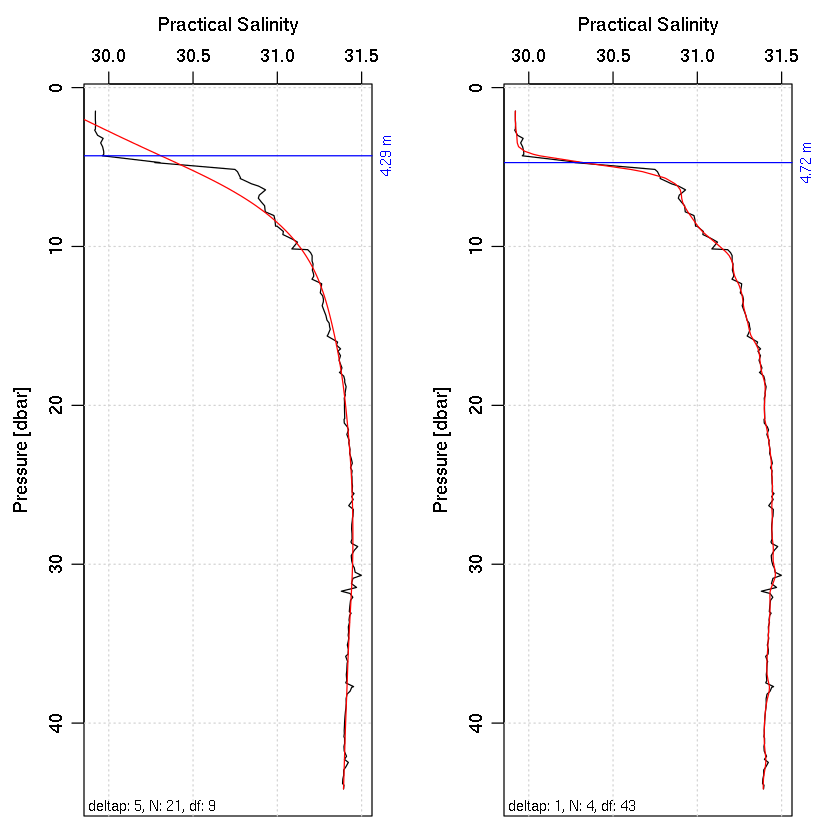 Practical Salinity
30.0 30.5 31.0 31.5
0
10
20
30
40
Pressure [dbar]
4.29 m
deltap: 5, N: 21, df: 9
Practical Salinity
30.0 30.5 31.0 31.5
0
10
20
30
40
Pressure [dbar]
4.72 m
deltap: 1, N: 4, df: 43